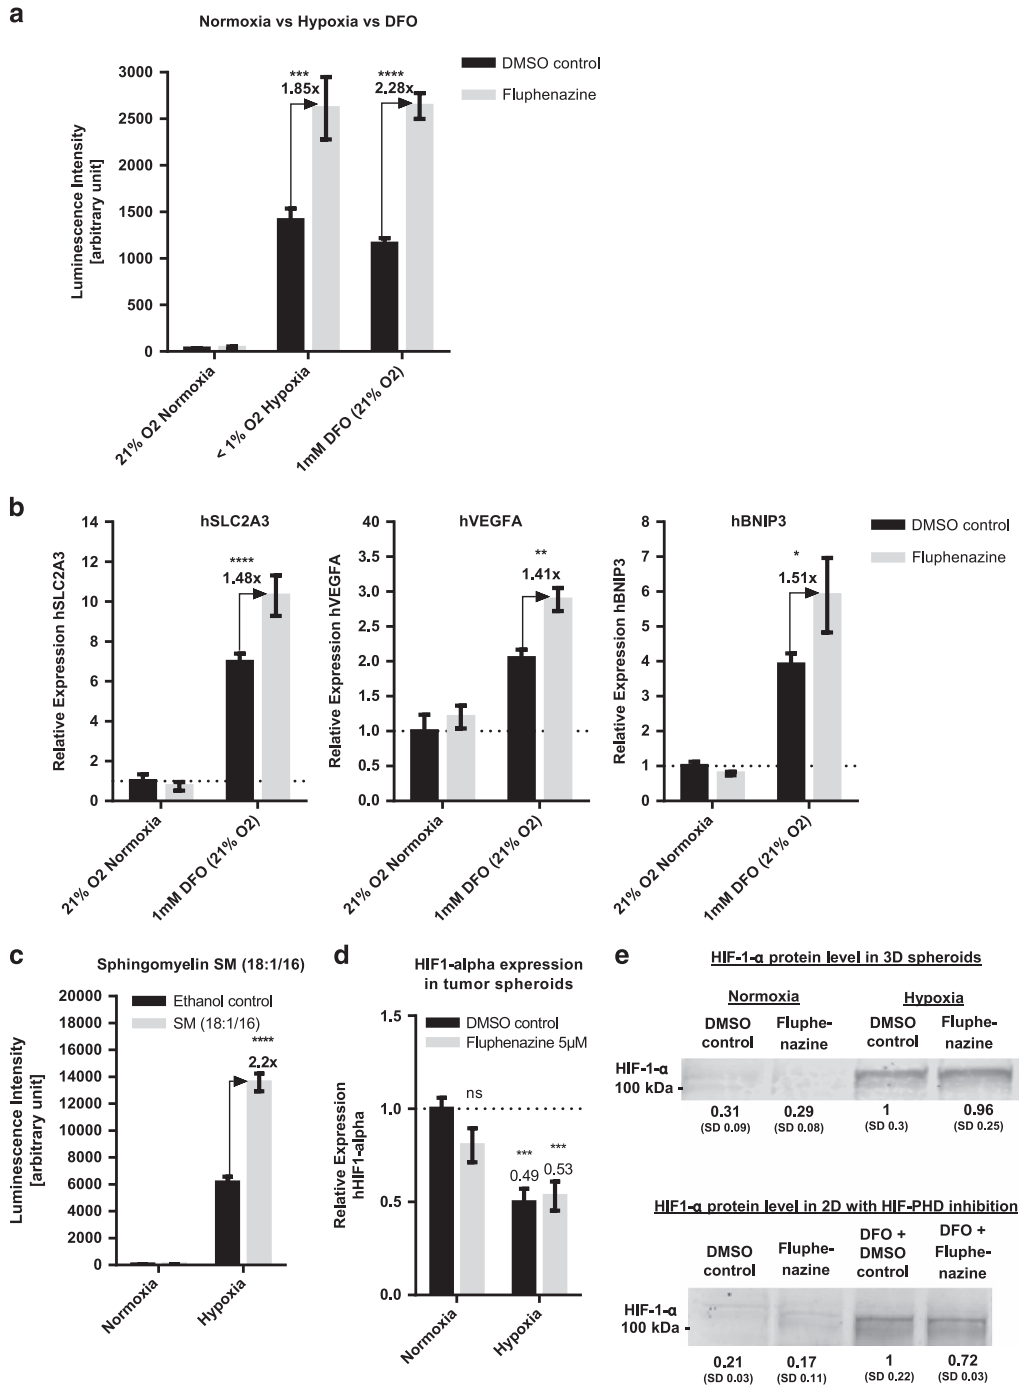 a
Normoxia vs Hypoxia vs DFO
DMSO control
Fluphenazine
Luminescence Intensity
[arbitrary unit]
3000
2500
2000
1500
1000
500
0
***
1.85x
****
2.28x
21% O2 Normoxia
< 1% O2 Hypoxia
1mM DFO (21% O2)
b
hSLC2A3
Relative Expression hSLC2A3
14
12
10
8
6
4
2
0
****
1.48x
21% O2 Normoxia
1mM DFO (21% O2)
hVEGFA
Relative Expression hVEGFA
4.0
3.5
3.0
2.5
2.0
1.5
1.0
0.5
0.0
**
1.41x
21% O2 Normoxia
1mM DFO (21% O2)
hBNIP3
Relative Expression hBNIP3
8
7
6
5
4
3
2
1
0
*
1.51x
21% O2 Normoxia
1mM DFO (21% O2)
DMSO control
Fluphenazine
c
Sphingomyelin SM (18:1/16)
Ethanol control
SM (18:1/16)
Luminescence Intensity
[arbitrary unit]
20000
18000
16000
14000
12000
10000
8000
6000
4000
2000
0
****
2.2x
Normoxia
Hypoxia
d
HIF1-alpha expression
in tumor spheroids
DMSO control
Fluphenazine 5µM
Relative Expression
hHIF1-alpha
1.5
1.0
0.5
0.0
ns
***
0.49
***
0.53
Normoxia
Hypoxia
e
HIF-1-α protein level in 3D spheroids
Normoxia
Hypoxia
DMSO
control
Fluphe-
nazine
DMSO
control
Fluphe-
nazine
HIF-1-α
100 kDa
0.31
(SD 0.09)
0.29
(SD 0.08)
1
(SD 0.3)
0.96
(SD 0.25)
HIF1-α protein level in 2D with HIF-PHD inhibition
DMSO
control
Fluphe-
nazine
DFO +
DMSO
control
DFO +
Fluphe-
nazine
HIF-1-α
100 kDa
0.21
(SD 0.03)
0.17
(SD 0.11)
1
(SD 0.22)
0.72
(SD 0.03)